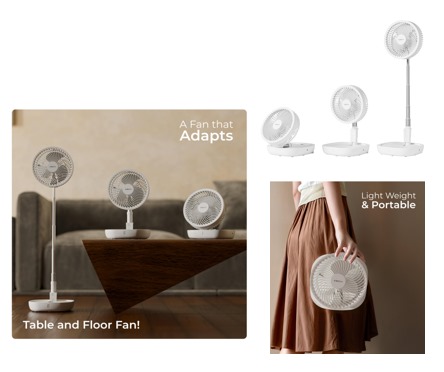 A Fan that
Adapts
Table and Floor Fan!
Light Weight
& Portable